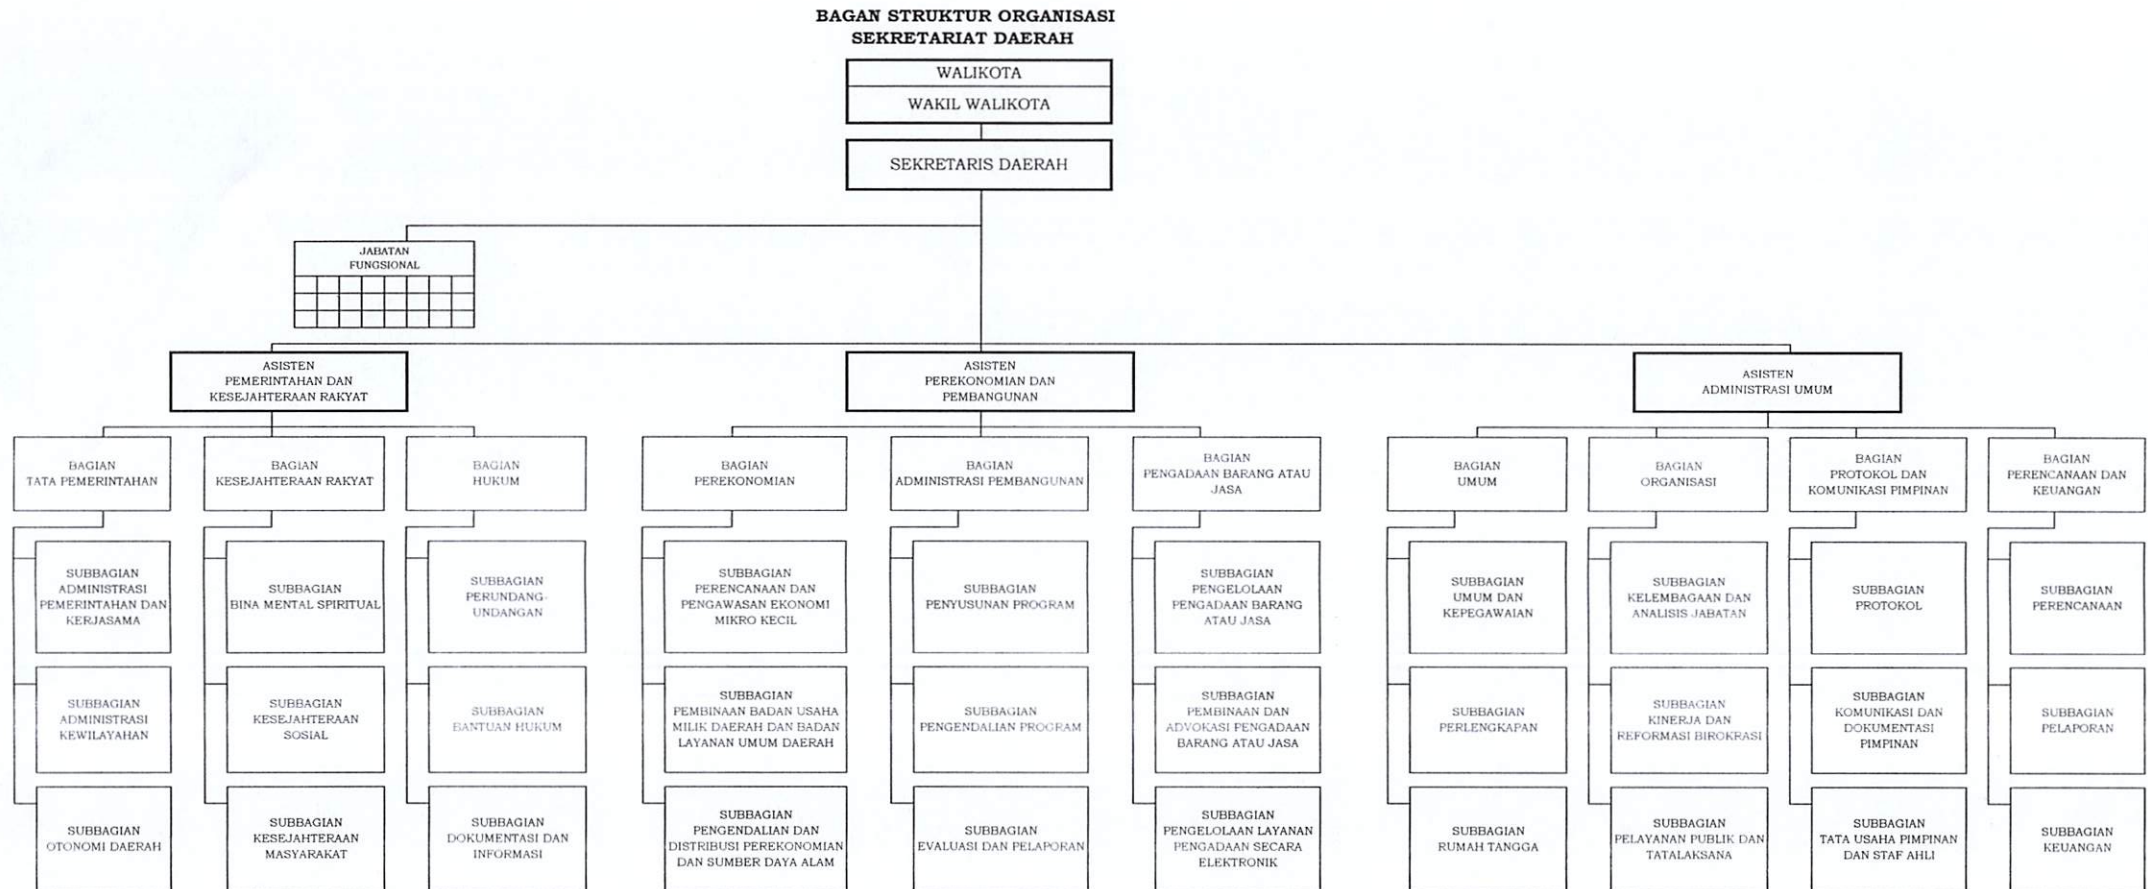 BAGAN STRUKTUR ORGANISASI
SEKRETARIAT DAERAH
WALIKOTA
WAKIL WALIKOTA
SEKRETARIS DAERAH
JABATAN
FUNGSIONAL
ASISTEN
PEMERINTAHAN DAN
KESEJAHTERAAN RAKYAT
ASISTEN
PEREKONOMIAN DAN
PEMBANGUNAN
ASISTEN
ADMINISTRASI UMUM
BAGIAN
TATA PEMERINTAHAN
BAGIAN
KESEJAHTERAAN RAKYAT
BAGIAN
HUKUM
BAGIAN
PEREKONOMIAN
BAGIAN
ADMINISTRASI PEMBANGUNAN
BAGIAN
PENGADAAN BARANG ATAU
JASA
BAGIAN
UMUM
BAGIAN
ORGANISASI
BAGIAN
PROTOKOL DAN
KOMUNIKASI PIMPINAN
BAGIAN
PERENCANAAN DAN
KEUANGAN
SUBBAGIAN
ADMINISTRASI
PEMERINTAHAN DAN
KERJASAMA
SUBBAGIAN
BINA MENTAL SPIRITUAL
SUBBAGIAN
PERUNDANG-
UNDANGAN
SUBBAGIAN
PERENCANAAN DAN
PENGAWASAN EKONOMI
MIKRO KECIL
SUBBAGIAN
PENYUSUNAN PROGRAM
SUBBAGIAN
PENGELOLAAN
PENGADAAN BARANG
ATAU JASA
SUBBAGIAN
UMUM DAN
KEPEGAWAIAN
SUBBAGIAN
KELEMBAGAAN DAN
ANALISIS JABATAN
SUBBAGIAN
PROTOKOL
SUBBAGIAN
PERENCANAAN
SUBBAGIAN
ADMINISTRASI
KEWILAYAHAN
SUBBAGIAN
KESEJAHTERAAN
SOSIAL
SUBBAGIAN
BANTUAN HUKUM
SUBBAGIAN
PEMBINAAN BADAN USAHA
MILIK DAERAH DAN BADAN
LAYANAN UMUM DAERAH
SUBBAGIAN
PENGENDALIAN PROGRAM
SUBBAGIAN
PEMBINAAN DAN
ADVOKASI PENGADAAN
BARANG ATAU JASA
SUBBAGIAN
PERLENGKAPAN
SUBBAGIAN
KINERJA DAN
REFORMASI BIROKRASI
SUBBAGIAN
KOMUNIKASI DAN
DOKUMENTASI
PIMPINAN
SUBBAGIAN
PELAPORAN
SUBBAGIAN
OTONOMI DAERAH
SUBBAGIAN
KESEJAHTERAAN
MASYARAKAT
SUBBAGIAN
DOKUMENTASI DAN
INFORMASI
SUBBAGIAN
PENGENDALIAN DAN
DISTRIBUSI PEREKONOMIAN
DAN SUMBER DAYA ALAM
SUBBAGIAN
EVALUASI DAN PELAPORAN
SUBBAGIAN
PENGELOLAAN LAYANAN
PENGADAAN SECARA
ELEKTRONIK
SUBBAGIAN
RUMAH TANGGA
SUBBAGIAN
PELAYANAN PUBLIK DAN
TATALAKSANA
SUBBAGIAN
TATA USAHA PIMPINAN
DAN STAF AHLI
SUBBAGIAN
KEUANGAN